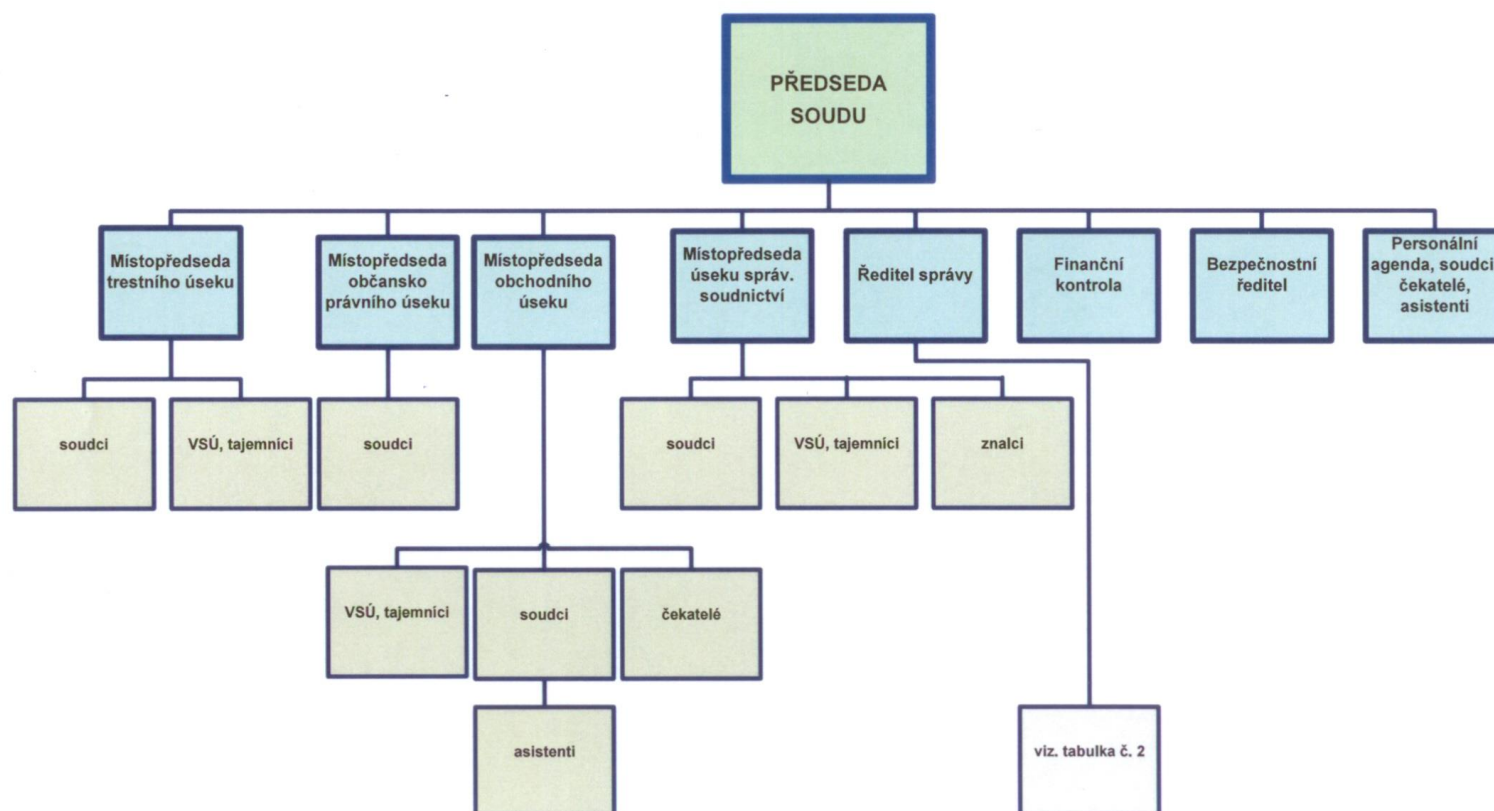 PŘEDSEDA
SOUDU
Místopředseda
trestního úseku
Místopředseda
občansko
právního úseku
Místopředseda
obchodního
úseku
Místopředseda
úseku správ.
soudnictví
Ředitel správy
Finanční
kontrola
Bezpečnostní
ředitel
Personální
agenda, soudci
čekatelé,
asistenti
soudci
VSÚ, tajemníci
soudci
soudci
VSÚ, tajemníci
znalci
VSÚ, tajemníci
soudci
čekatelé
asistenti
viz. tabulka č. 2